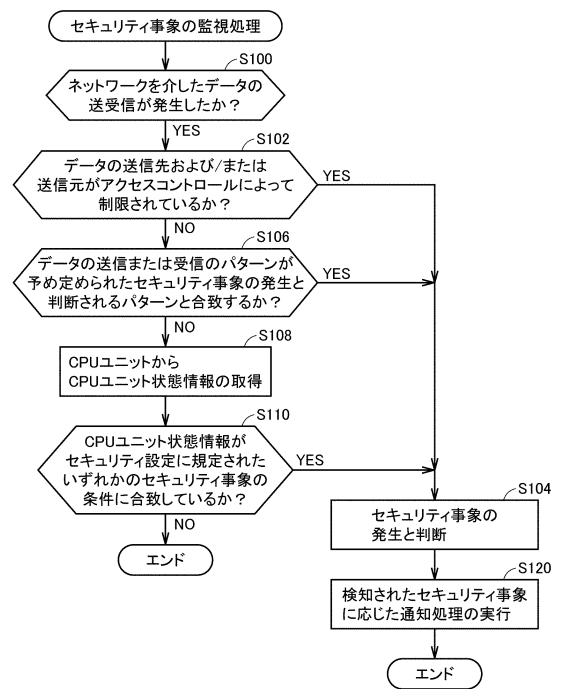 セキュリティ事象の監視処理
S100
ネットワークを介したデータの
送受信が発生したか？
YES
S102
データの送信先および/または
送信元がアクセスコントロールによって
制限されているか？
YES
NO
S106
データの送信または受信のパターンが
予め定められたセキュリティ事象の発生と
判断されるパターンと合致するか？
YES
NO
S108
CPUユニットから
CPUユニット状態情報の取得
S110
CPUユニット状態情報が
セキュリティ設定に規定された
いずれかのセキュリティ事象の
条件に合致しているか？
YES
NO
エンド
S104
セキュリティ事象の
発生と判断
S120
検知されたセキュリティ事象
に応じた通知処理の実行
エンド